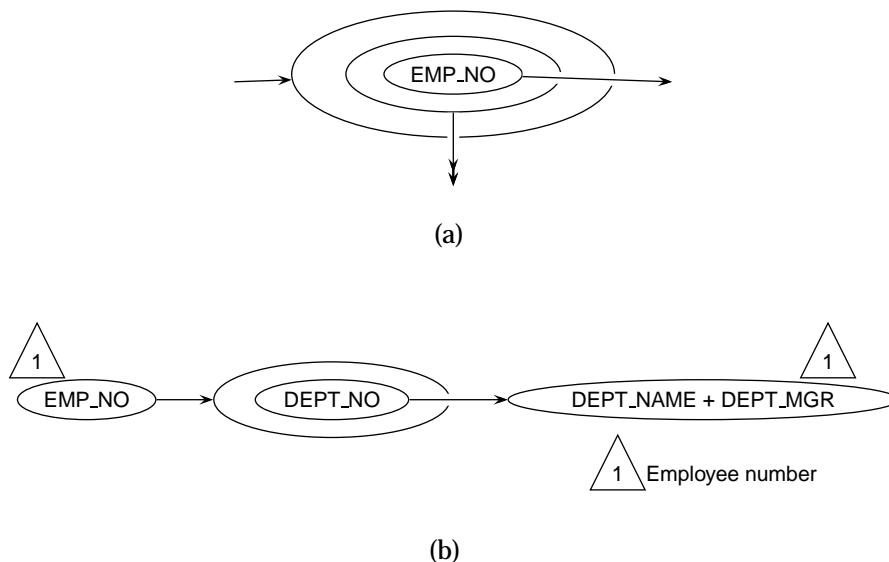 EMP_NO
(a)
1
1
EMP_NO
DEPT_NO
DEPT_NAME + DEPT_MGR
1 Employee number
(b)